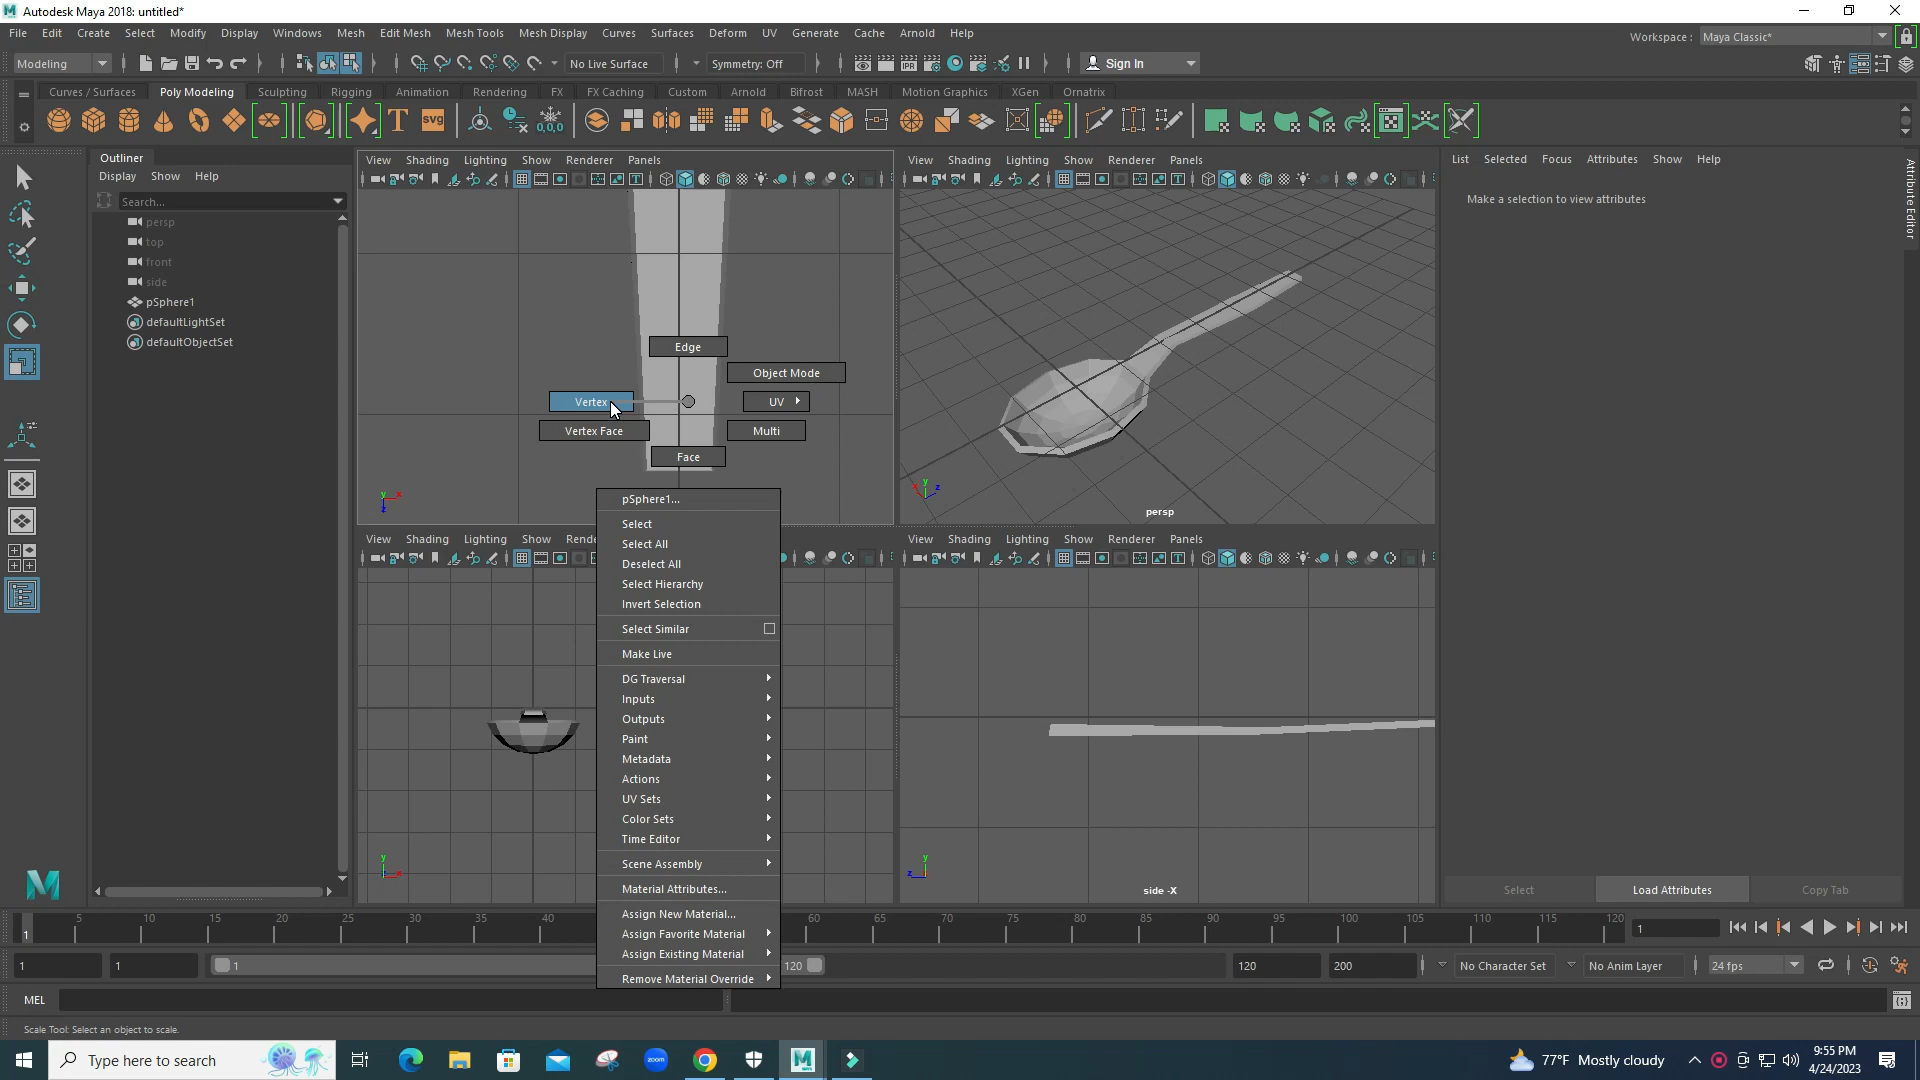 Autodesk Maya 2018: untitled*
File Edit Create Select Modify Display Windows Mesh Edit Mesh Mesh Tools Mesh Display Curves Surfaces Deform UV Generate Cache Arnold Help
Workspace : Maya Classic*
Modeling No Live Surface Symmetry: Off Sign In
Curves / Surfaces Poly Modeling Sculpting Rigging Animation Rendering FX FX Caching Custom Arnold Bifrost MASH Motion Graphics XGen Ornatrix
T svg 0,0,0
Outliner
Display Show Help
Search...
persp
top
front
side
pSphere1
defaultLightSet
defaultObjectSet
View Shading Lighting Show Renderer Panels
View Shading Lighting Show Renderer Panels
Edge
Object Mode
Vertex
UV
Vertex Face
Multi
Face
persp
pSphere1...
Select
Select All
Deselect All
Select Hierarchy
Invert Selection
Select Similar
Make Live
DG Traversal
Inputs
Outputs
Paint
Metadata
Actions
UV Sets
Color Sets
Time Editor
Scene Assembly
Material Attributes...
Assign New Material...
Assign Favorite Material
Assign Existing Material
Remove Material Override
View Shading Lighting Show Rende
View Shading Lighting Show Renderer Panels
side -X
List Selected Focus Attributes Show Help
Make a selection to view attributes
Attribute Editor
Select Load Attributes Copy Tab
1 5 10 15 20 25 30 35 40 60 65 70 75 80 85 90 95 100 105 110 115 120 1
1 1 1 120 120 200 No Character Set No Anim Layer 24 fps
MEL
Scale Tool: Select an object to scale.
Type here to search
zoom
77°F Mostly cloudy
9:55 PM
4/24/2023